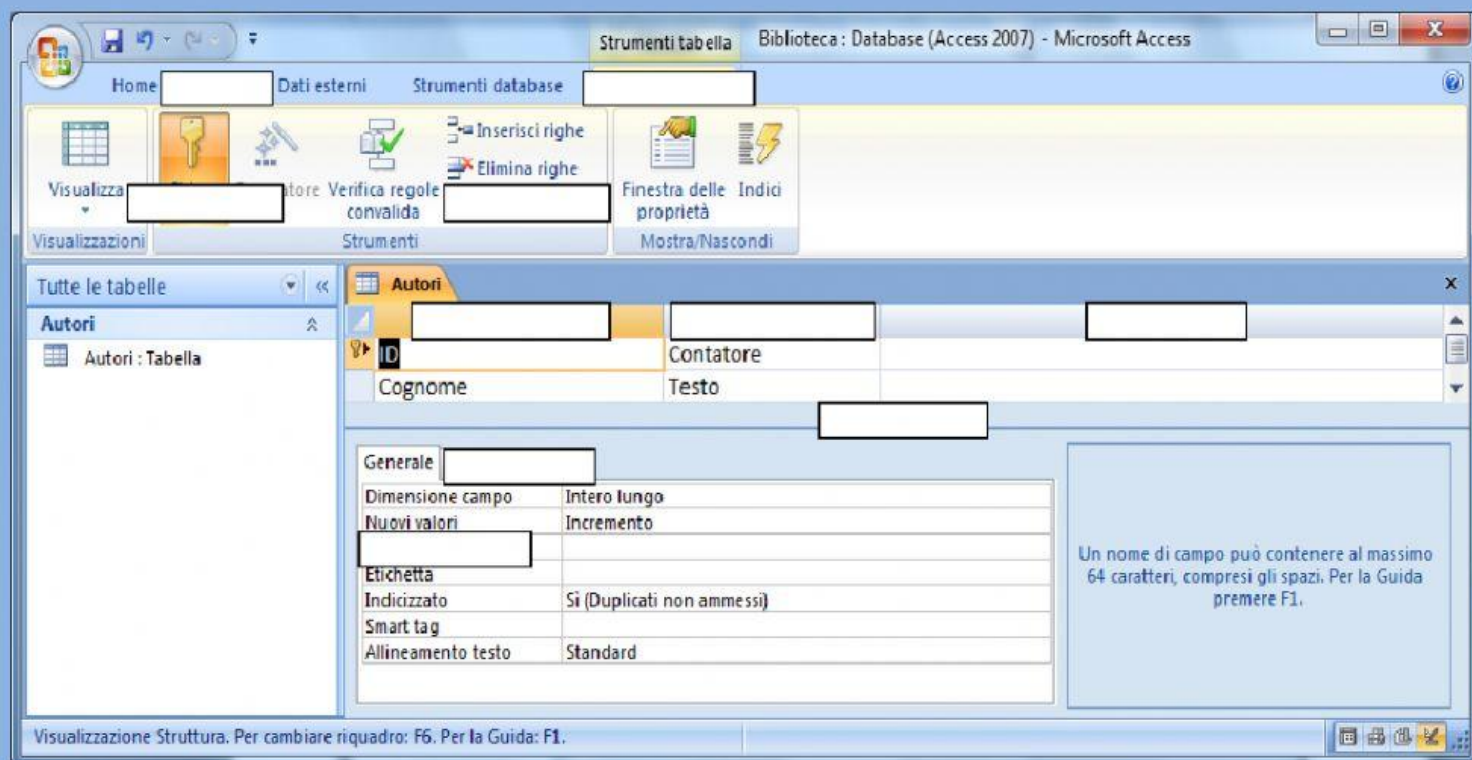 Strumenti tabella Biblioteca : Database (Access 2007) - Microsoft Access
Home Dati esterni Strumenti database
Inserisci righe
Elimina righe
Visualizza Verifica regole convalida Finestra delle proprietà Indici
Visualizzazioni Strumenti Mostra/Nascondi
Tutte le tabelle
Autori
Autori : Tabella
Autori
ID Contatore
Cognome Testo
Generale
Dimensione campo Intero lungo
Nuovi valori Incremento
Etichetta
Indicizzato Sì (Duplicati non ammessi)
Smart tag
Allineamento testo Standard
Un nome di campo può contenere al massimo
64 caratteri, compresi gli spazi. Per la Guida
premere F1.
Visualizzazione Struttura. Per cambiare riquadro: F6. Per la Guida: F1.